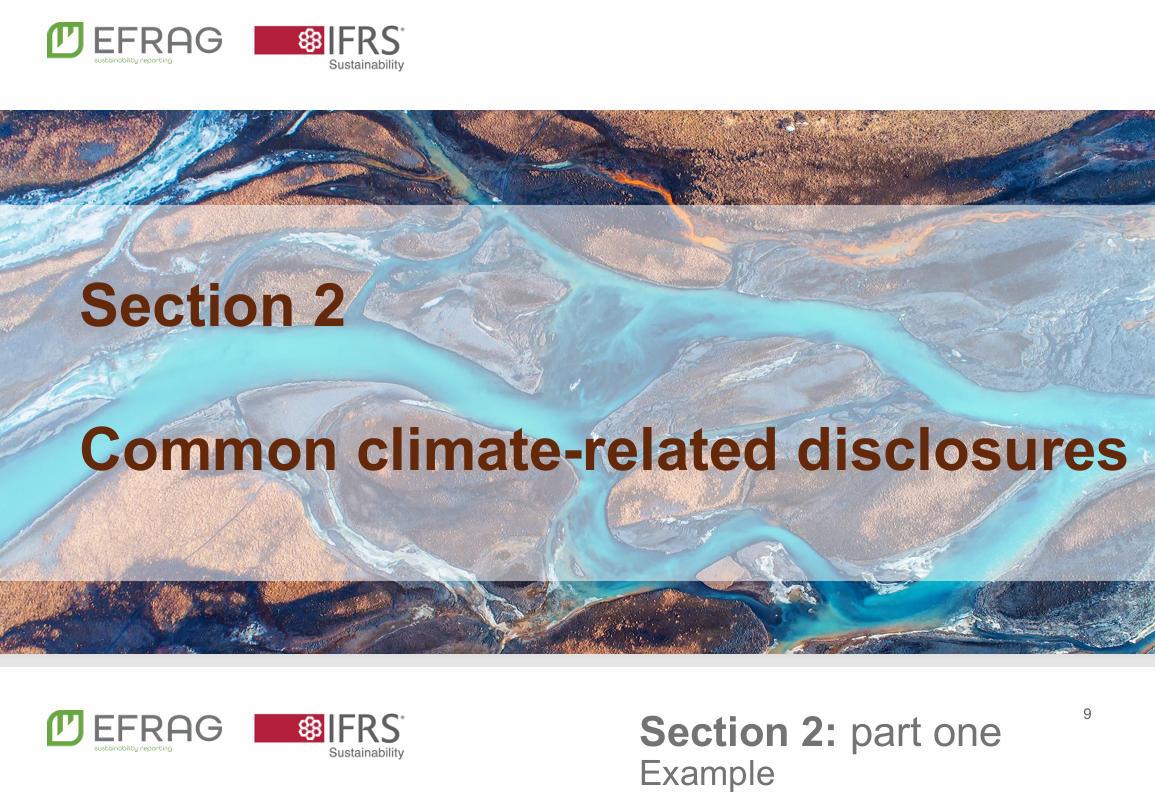 EFRAG
sustainability reporting
IFRS®
Sustainability
Section 2
Common climate-related disclosures
EFRAG
sustainability reporting
IFRS®
Sustainability
Section 2: part one
Example
9